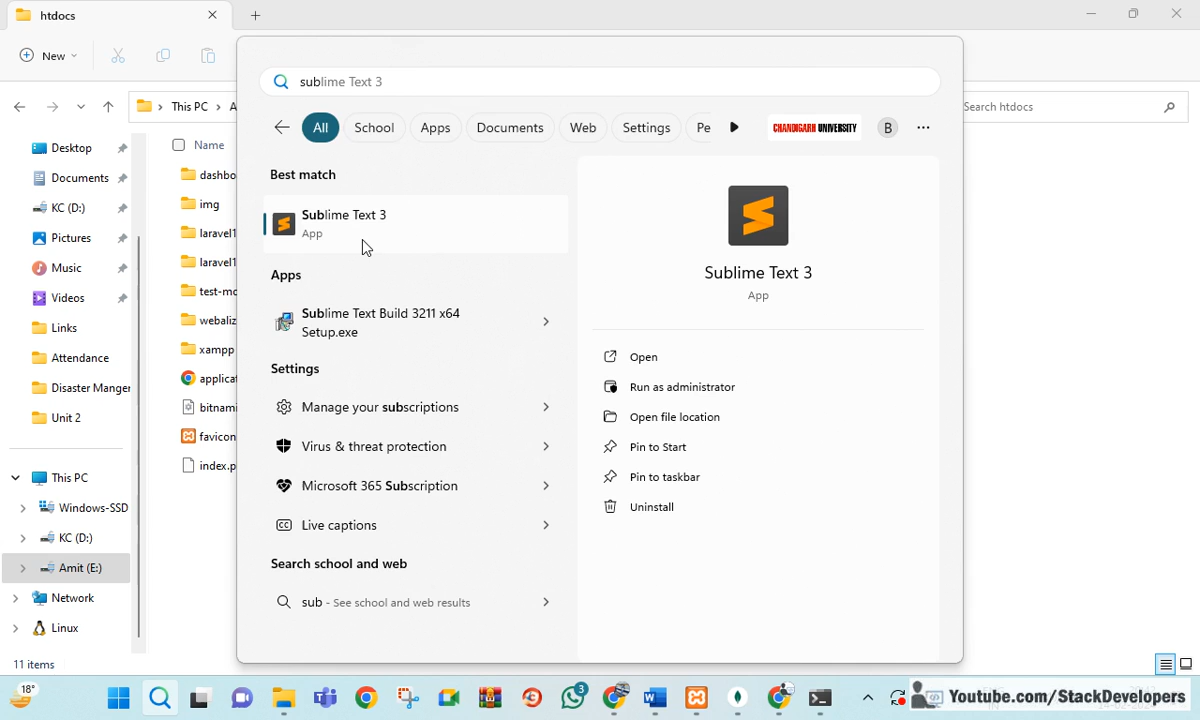 htdocs
New
This PC
A
Search htdocs
sublime Text 3
All
School
Apps
Documents
Web
Settings
Pe
CHANDIGARH UNIVERSITY
B
Desktop
Documents
KC (D:)
Pictures
Music
Videos
Links
Attendance
Disaster Manger
Unit 2
This PC
Windows-SSD
KC (D:)
Amit (E:)
Network
Linux
11 items
Name
dashbo
img
laravel1
laravel1
test-mo
webaliz
xampp
applicat
bitnami
favicon
index.p
Best match
Sublime Text 3
App
Apps
Sublime Text Build 3211 x64
Setup.exe
Settings
Manage your subscriptions
Virus & threat protection
Microsoft 365 Subscription
Live captions
Search school and web
sub - See school and web results
Sublime Text 3
App
Open
Run as administrator
Open file location
Pin to Start
Pin to taskbar
Uninstall
18°
3
Youtube.com/StackDevelopers